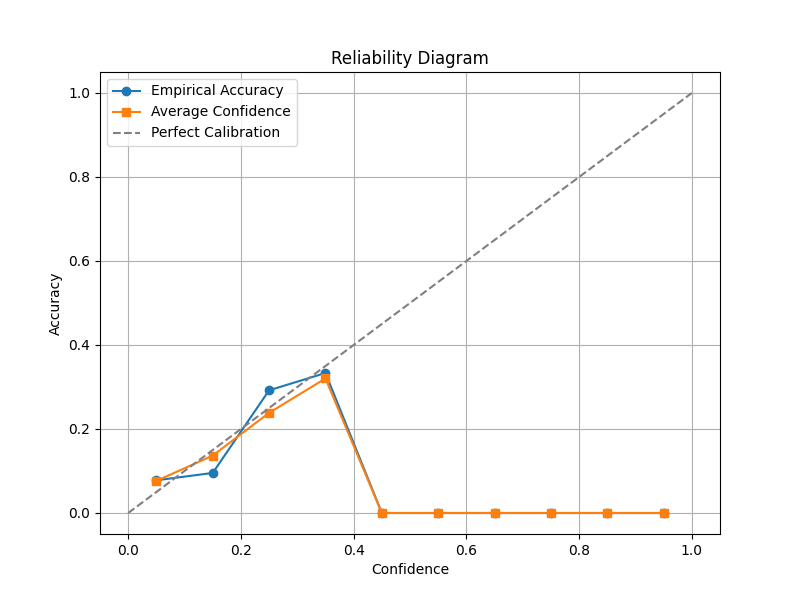 Reliability Diagram
Empirical Accuracy
Average Confidence
Perfect Calibration
Accuracy
1.0
0.8
0.6
0.4
0.2
0.0
0.0 0.2 0.4 0.6 0.8 1.0
Confidence